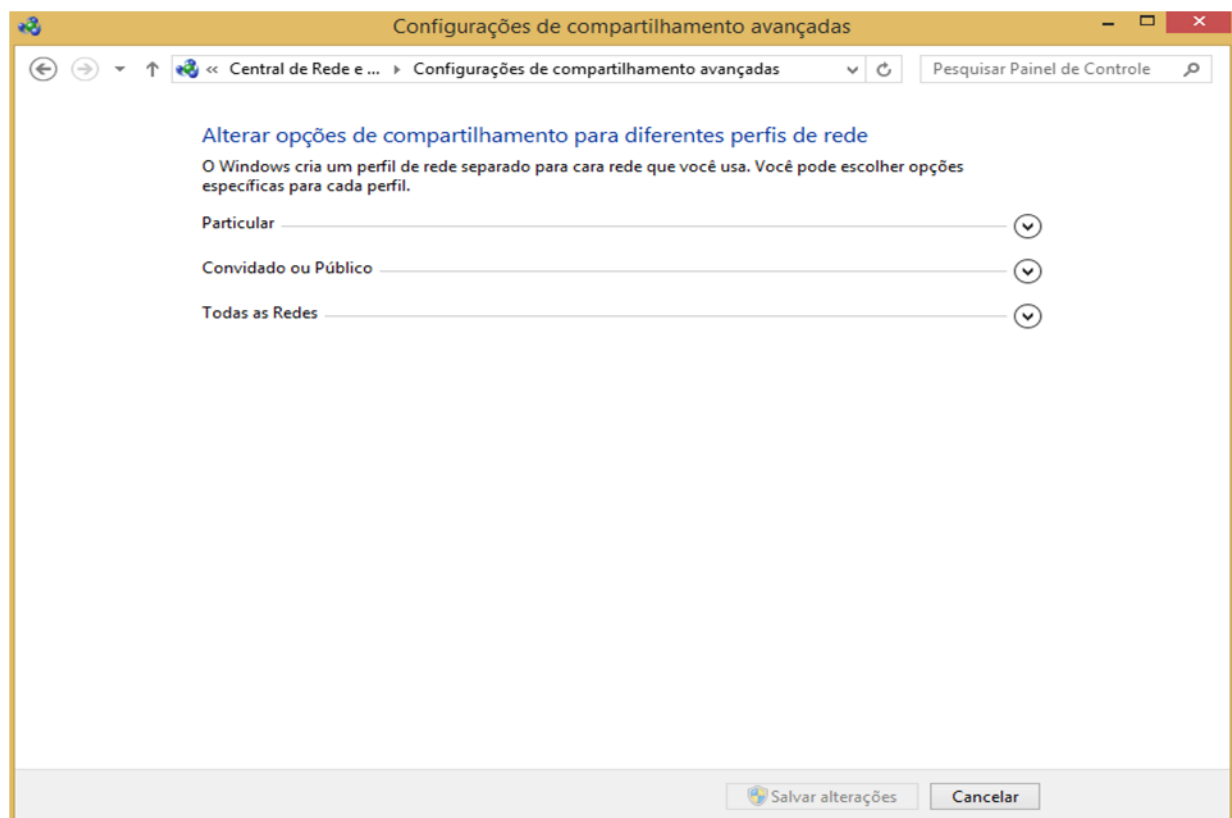 Configurações de compartilhamento avançadas
« Central de Rede e ... Configurações de compartilhamento avançadas
Pesquisar Painel de Controle
Alterar opções de compartilhamento para diferentes perfis de rede
O Windows cria um perfil de rede separado para cara rede que você usa. Você pode escolher opções
específicas para cada perfil.
Particular
Convidado ou Público
Todas as Redes
Salvar alterações
Cancelar